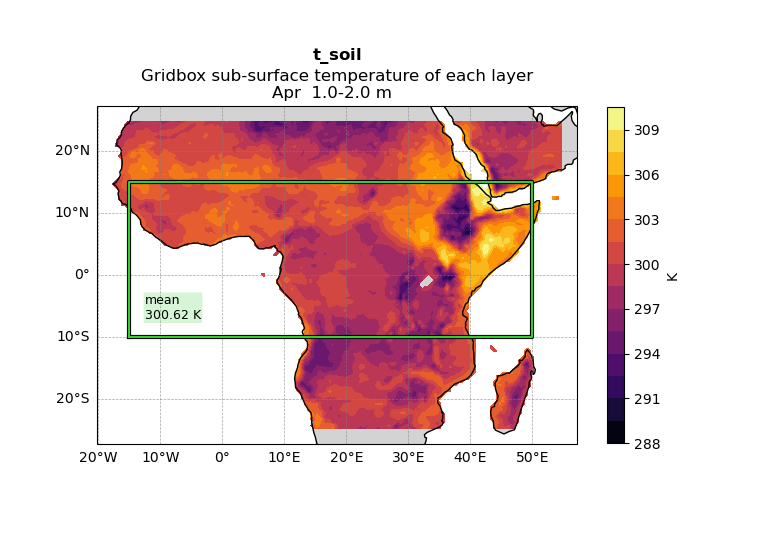 t_soil
Gridbox sub-surface temperature of each layer
Apr  1.0-2.0 m
20°N
10°N
0°
10°S
20°S
mean
300.62 K
20°W
10°W
0°
10°E
20°E
30°E
40°E
50°E
309
306
303
300
297
294
291
288
K